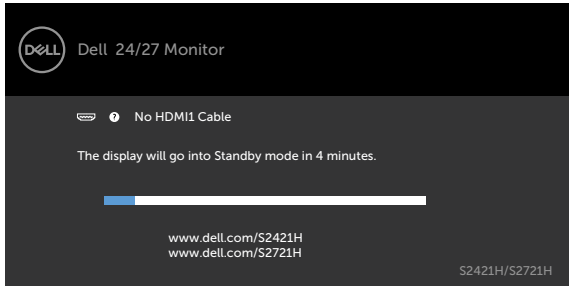 DELL
Dell 24/27 Monitor
? No HDMI1 Cable
The display will go into Standby mode in 4 minutes.
www.dell.com/S2421H
www.dell.com/S2721H
S2421H/S2721H